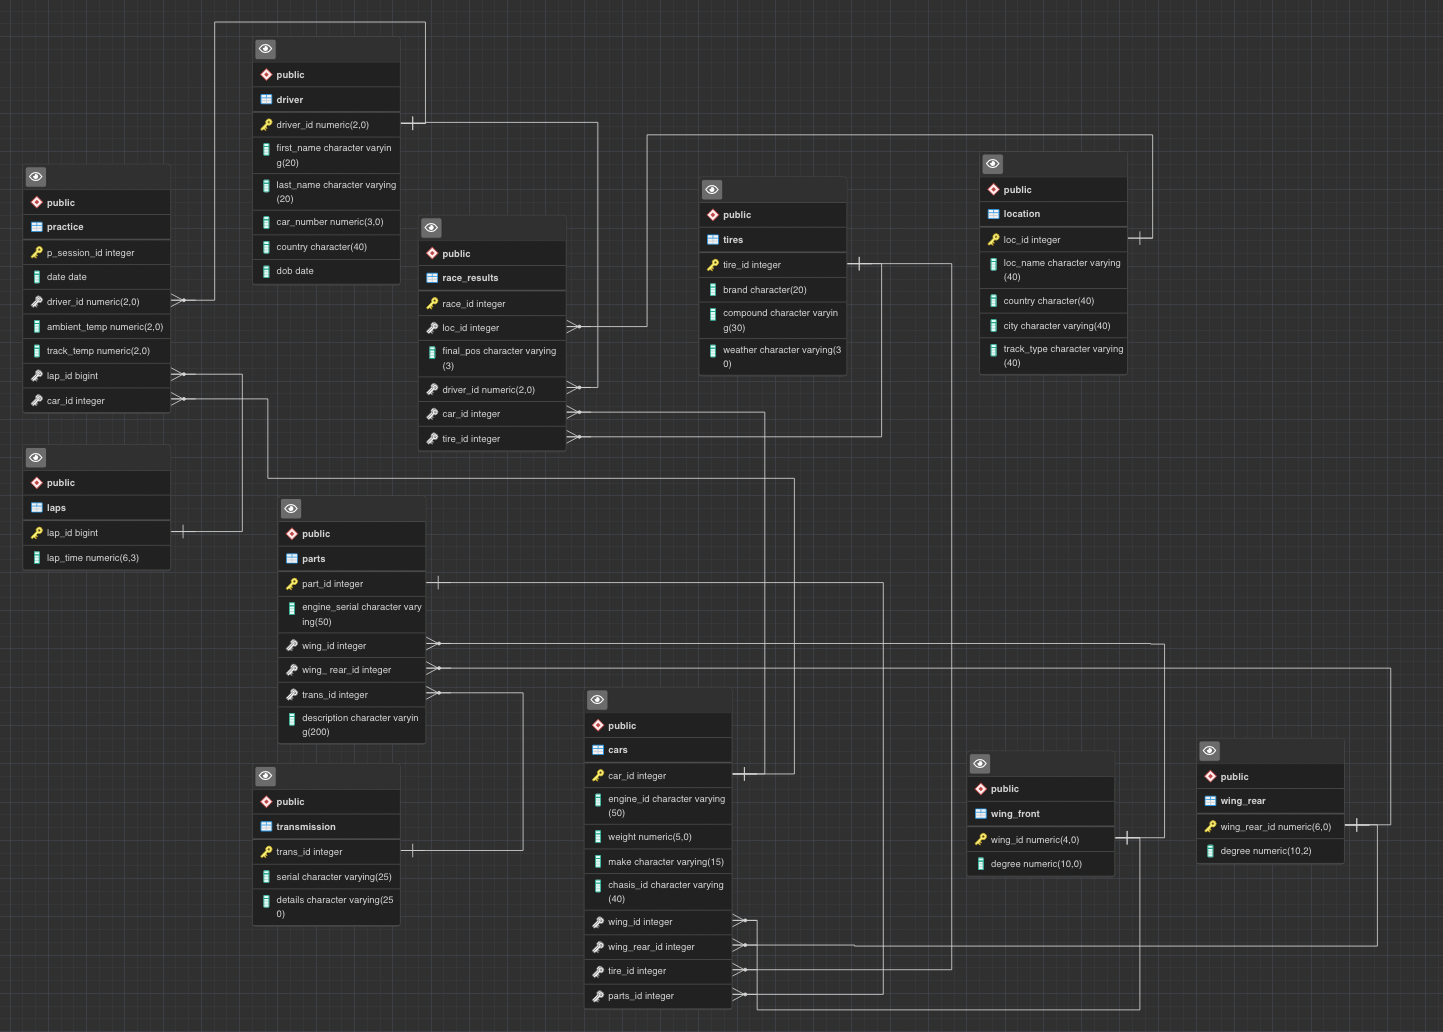 public
driver
driver_id numeric(2,0)
first_name character varyin
g(20)
last_name character varying
(20)
car_number numeric(3,0)
country character(40)
dob date
public
practice
p_session_id integer
date date
driver_id numeric(2,0)
ambient_temp numeric(2,0)
track_temp numeric(2,0)
lap_id bigint
car_id integer
public
race_results
race_id integer
loc_id integer
final_pos character varying
(3)
driver_id numeric(2,0)
car_id integer
tire_id integer
public
tires
tire_id integer
brand character(20)
compound character varyin
g(30)
weather character varying(3
0)
public
location
loc_id integer
loc_name character varying
(40)
country character(40)
city character varying(40)
track_type character varying
(40)
public
laps
lap_id bigint
lap_time numeric(6,3)
public
parts
part_id integer
engine_serial character vary
ing(50)
wing_id integer
wing_ rear_id integer
trans_id integer
description character varyin
g(200)
public
transmission
trans_id integer
serial character varying(25)
details character varying(25
0)
public
cars
car_id integer
engine_id character varying
(50)
weight numeric(5,0)
make character varying(15)
chasis_id character varying
(40)
wing_id integer
wing_rear_id integer
tire_id integer
parts_id integer
public
wing_front
wing_id numeric(4,0)
degree numeric(10,0)
public
wing_rear
wing_rear_id numeric(6,0)
degree numeric(10,2)